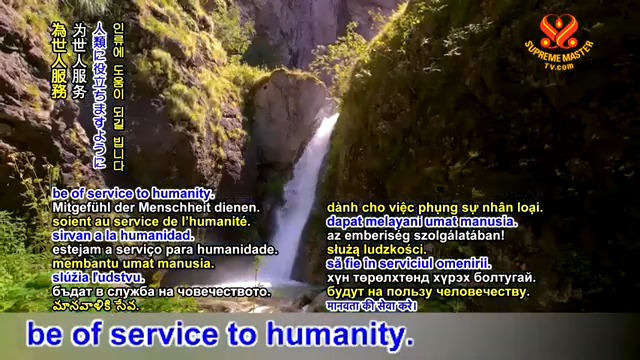 為世人服務
为世人服务
人類に役立ちますように
인류에 도움이 되길 빕니다
SUPREME MASTER
TV.com
be of service to humanity.
Mitgefühl der Menschheit dienen.
soient au service de l'humanité.
sirvan a la humanidad.
estejam a serviço para humanidade.
membantu umat manusia.
slúžia ľudstvu.
бъдат в служба на човечеството.
మానవాళికి సేవ.
dành cho việc phụng sự nhân loại.
dapat melayani umat manusia.
az emberiség szolgálatában!
służą ludzkości.
să fie în serviciul omenirii.
хүн төрөлхтөнд хүрэх болтугай.
будут на пользу человечеству.
मानवता की सेवा करे।
be of service to humanity.